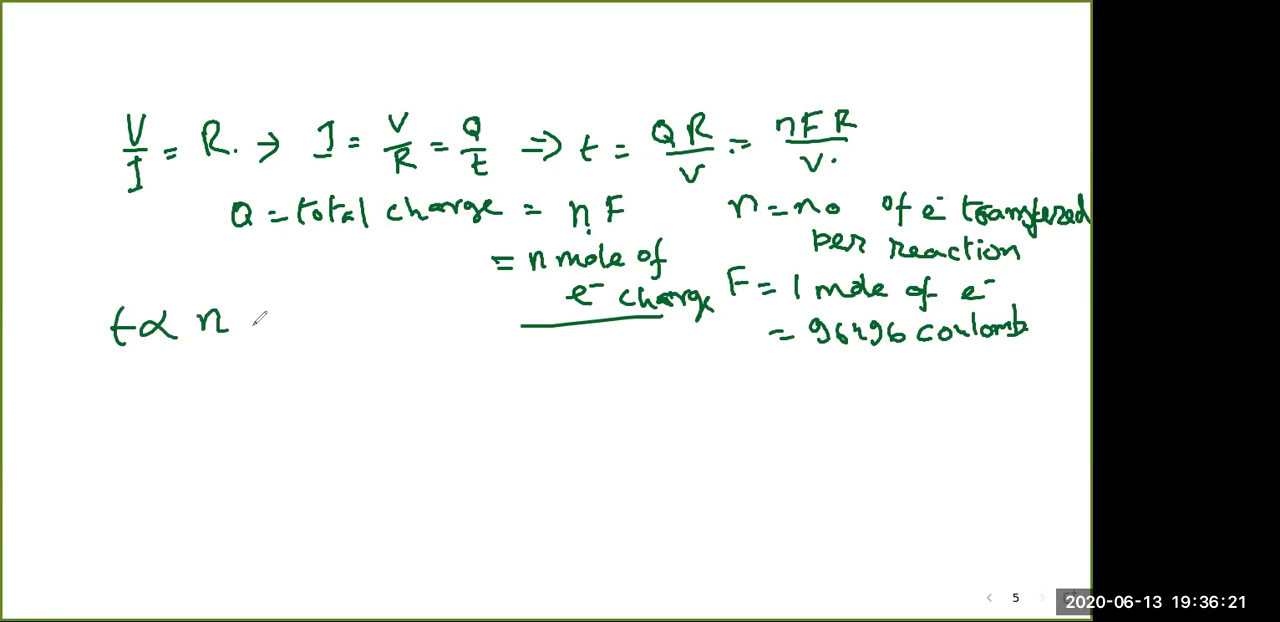 V/I = R. → I = V/R = Q/t ⇒ t = QR/V = nFR/V.
Q = total charge = nF
n = no of e⁻ transfered
per reaction
= n mole of
e⁻ charge
F = 1 mole of e⁻
= 96496 coulomb
t ∝ n
5
2020-06-13 19:36:21